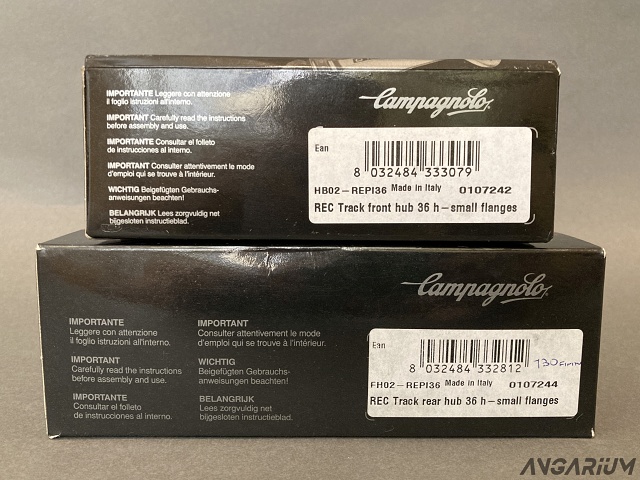 IMPORTANTE Leggere con attenzione
il foglio istruzioni all'interno.
IMPORTANT Carefully read the instructions
before assembly and use.
IMPORTANTE Consultar el folleto
de instrucciones al interno.
IMPORTANT Consulter attentivement le mode
d'emploi qui se trouve à l'intérieur.
WICHTIG Beigefügten Gebrauchs-
anweisungen beachten!
BELANGRIJK Lees zorgvuldig net
bijgesloten instructieblad.
Campagnolo
Ean
8 032484 333079
HB02-REPI36 Made in Italy 0107242
REC Track front hub 36 h-small flanges
Campagnolo
IMPORTANTE
Leggere con attenzione
il foglio istruzioni all'interno.
IMPORTANT
Carefully read the instructions
before assembly and use.
IMPORTANTE
Consultar el folleto
de instrucciones al interno.
IMPORTANT
Consulter attentivement le mode
d'emploi qui se trouve à l'intérieur.
WICHTIG
Beigefügten Gebrauchs-
anweisungen beachten!
BELANGRIJK
Lees zorgvuldig net
bijgesloten instructieblad.
Ean
8 032484 332812
FH02-REPI36 Made in Italy 0107244
REC Track rear hub 36 h-small flanges
ANGARIUM